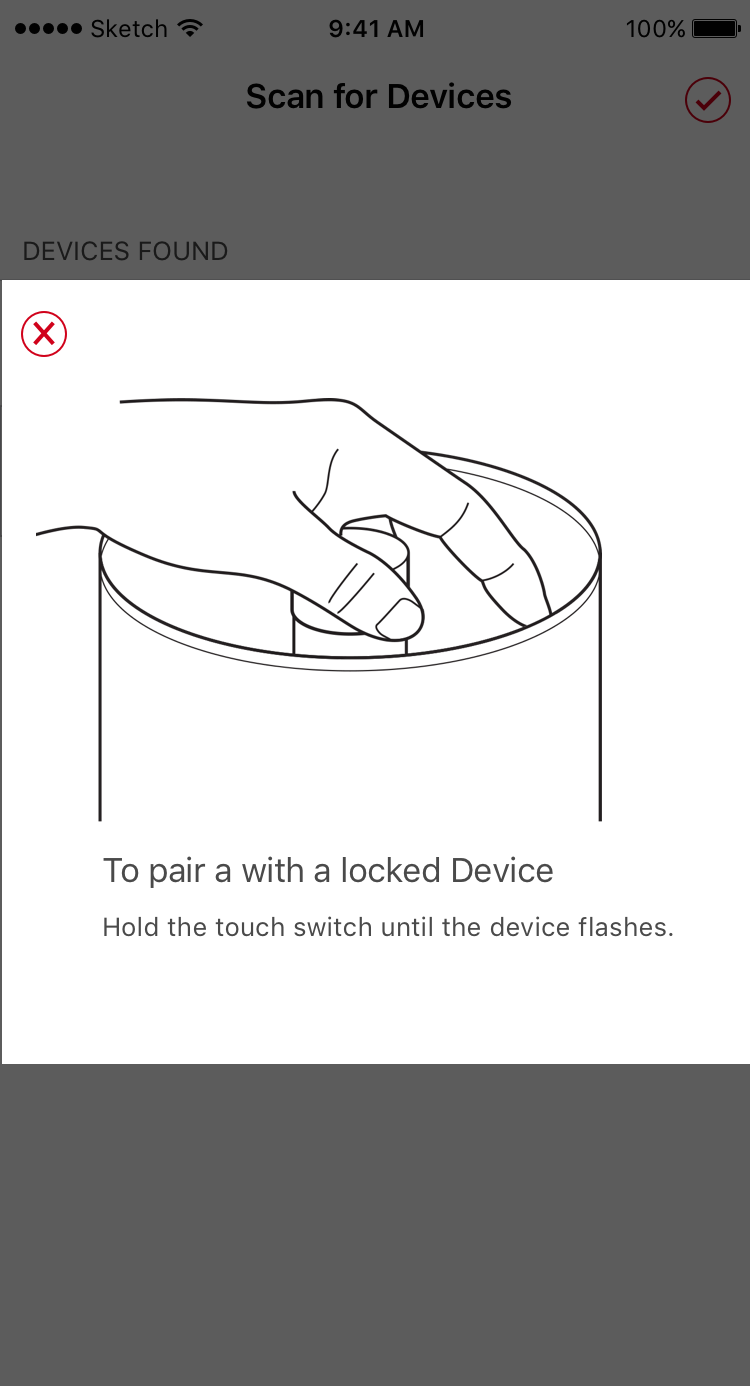 Sketch 9:41 AM 100%
Scan for Devices
DEVICES FOUND
To pair a with a locked Device
Hold the touch switch until the device flashes.